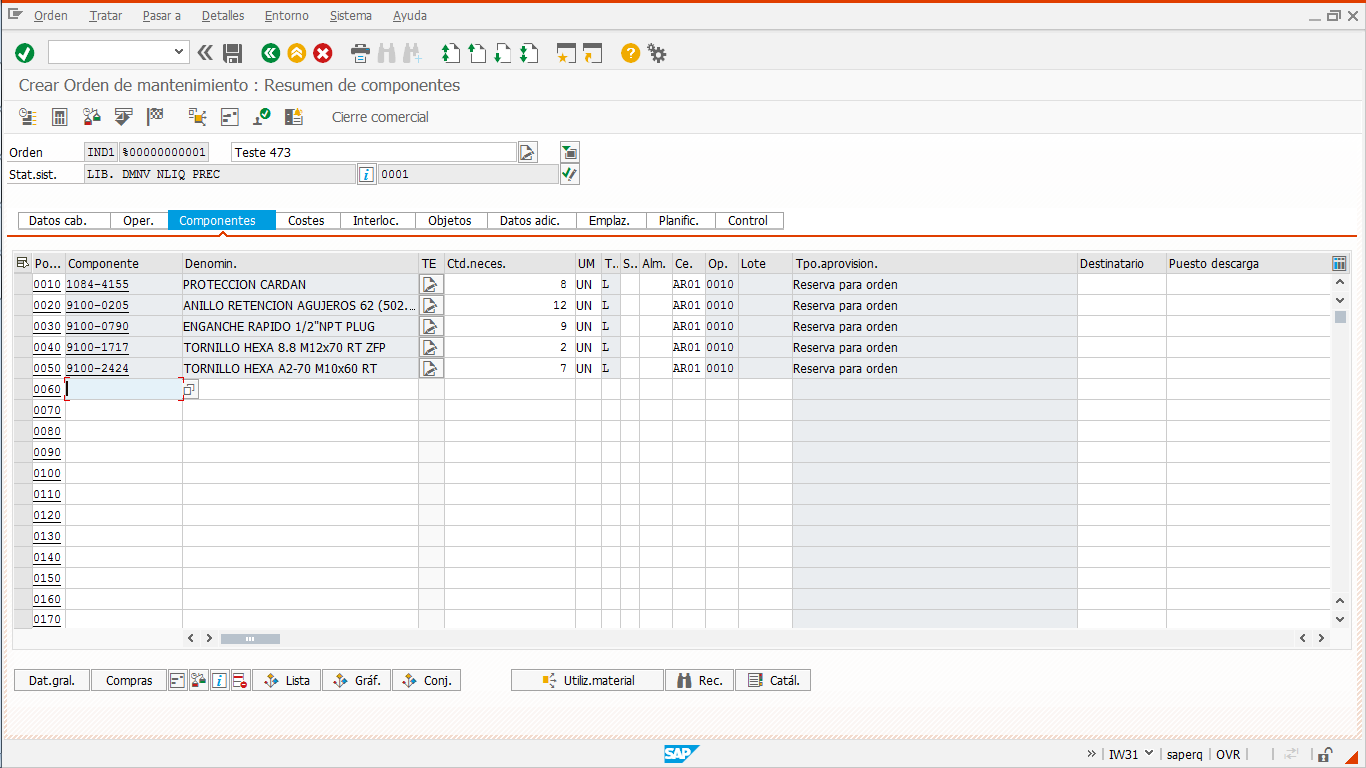 Orden Tratar Pasar a Detalles Entorno Sistema Ayuda
Crear Orden de mantenimiento : Resumen de componentes
Cierre comercial
Orden IND1 %00000000001 Teste 473
Stat.sist. LIB. DMNV NLIQ PREC 0001
Datos cab. Oper. Componentes Costes Interloc. Objetos Datos adic. Emplaz. Planific. Control
Po... Componente Denomin. TE Ctd.neces. UM T.. S.. Alm. Ce. Op. Lote Tpo.aprovision. Destinatario Puesto descarga
0010 1084-4155 PROTECCION CARDAN 8 UN L AR01 0010 Reserva para orden
0020 9100-0205 ANILLO RETENCION AGUJEROS 62 (502... 12 UN L AR01 0010 Reserva para orden
0030 9100-0790 ENGANCHE RAPIDO 1/2"NPT PLUG 9 UN L AR01 0010 Reserva para orden
0040 9100-1717 TORNILLO HEXA 8.8 M12x70 RT ZFP 2 UN L AR01 0010 Reserva para orden
0050 9100-2424 TORNILLO HEXA A2-70 M10x60 RT 7 UN L AR01 0010 Reserva para orden
0060
0070
0080
0090
0100
0110
0120
0130
0140
0150
0160
0170
Dat.gral. Compras Lista Gráf. Conj. Utiliz.material Rec. Catál.
SAP IW31 saperq OVR